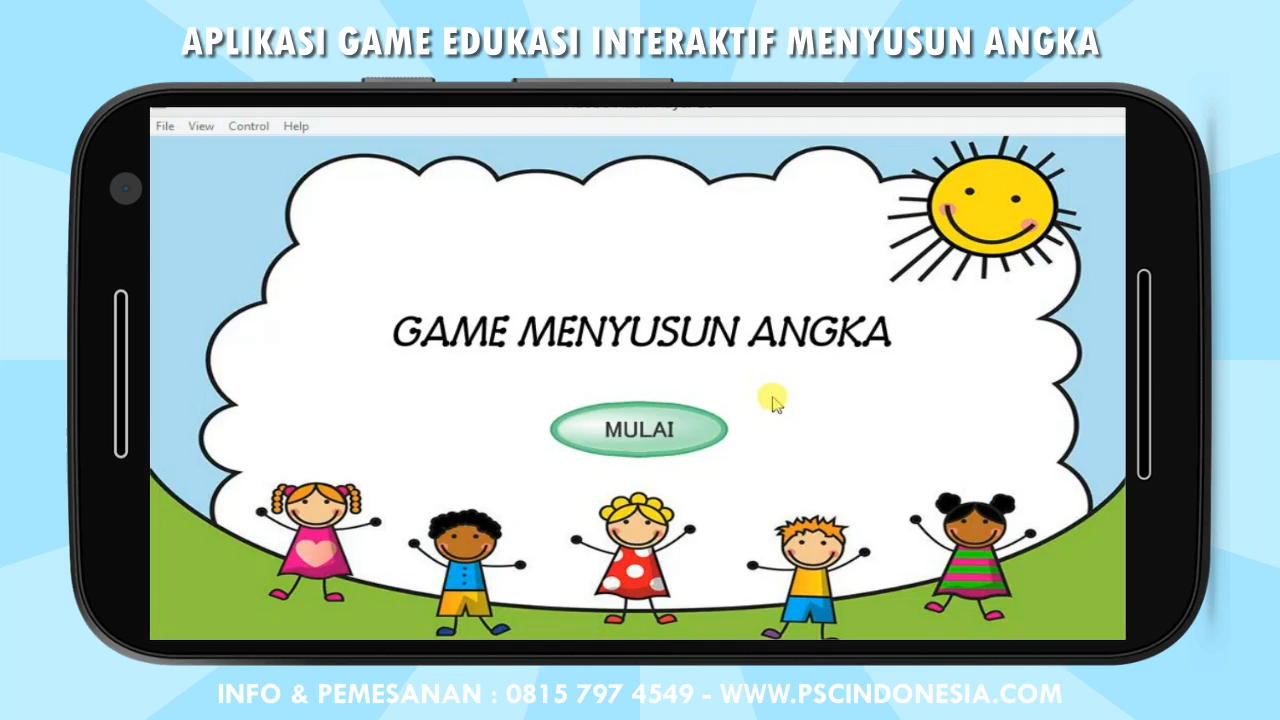 APLIKASI GAME EDUKASI INTERAKTIF MENYUSUN ANGKA
File View Control Help
GAME MENYUSUN ANGKA
MULAI
INFO & PEMESANAN : 0815 797 4549 - WWW.PSCINDONESIA.COM